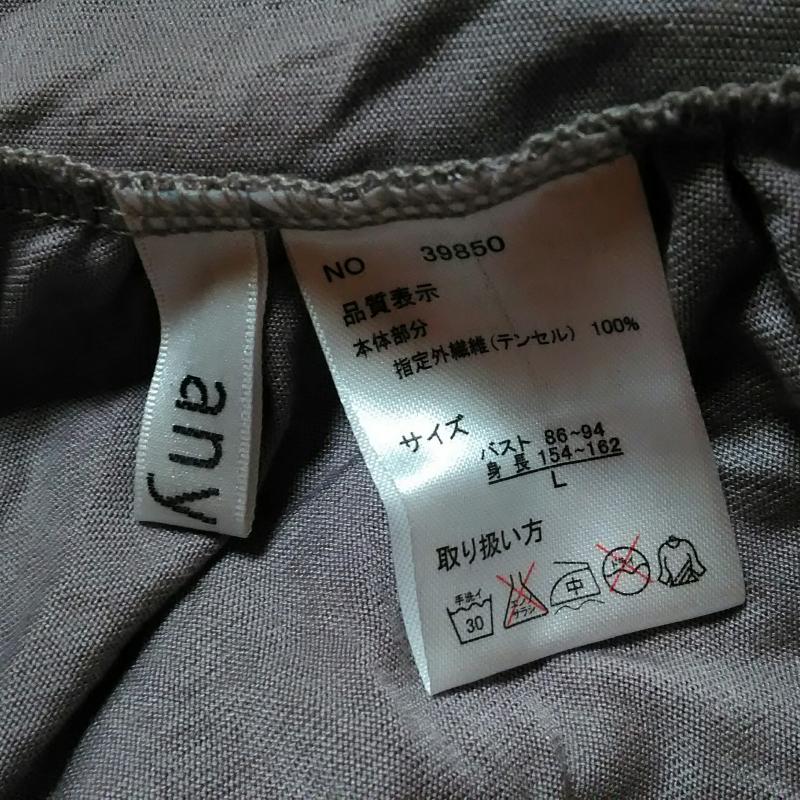 any
NO 39850
品質表示
本体部分
指定外繊維(テンセル) 100%
サイズ
バスト 86~94
身長 154~162
L
取り扱い方
手洗イ
30
エンソ
サラシ
中